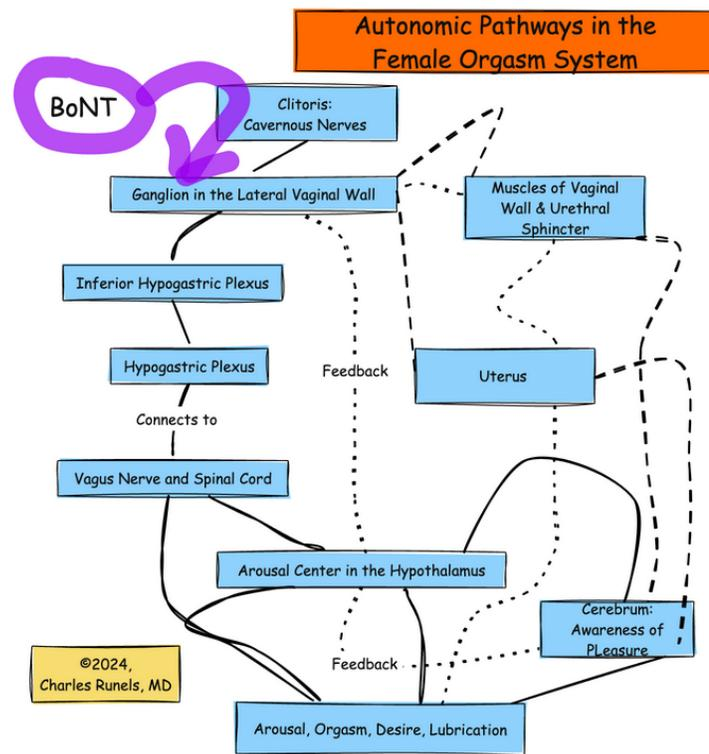 Autonomic Pathways in the
Female Orgasm System
BoNT
Clitoris:
Cavernous Nerves
Ganglion in the Lateral Vaginal Wall
Muscles of Vaginal
Wall & Urethral
Sphincter
Inferior Hypogastric Plexus
Hypogastric Plexus
Feedback
Uterus
Connects to
Vagus Nerve and Spinal Cord
Arousal Center in the Hypothalamus
Cerebrum:
Awareness of
PLeasure
©2024,
Charles Runels, MD
Feedback
Arousal, Orgasm, Desire, Lubrication